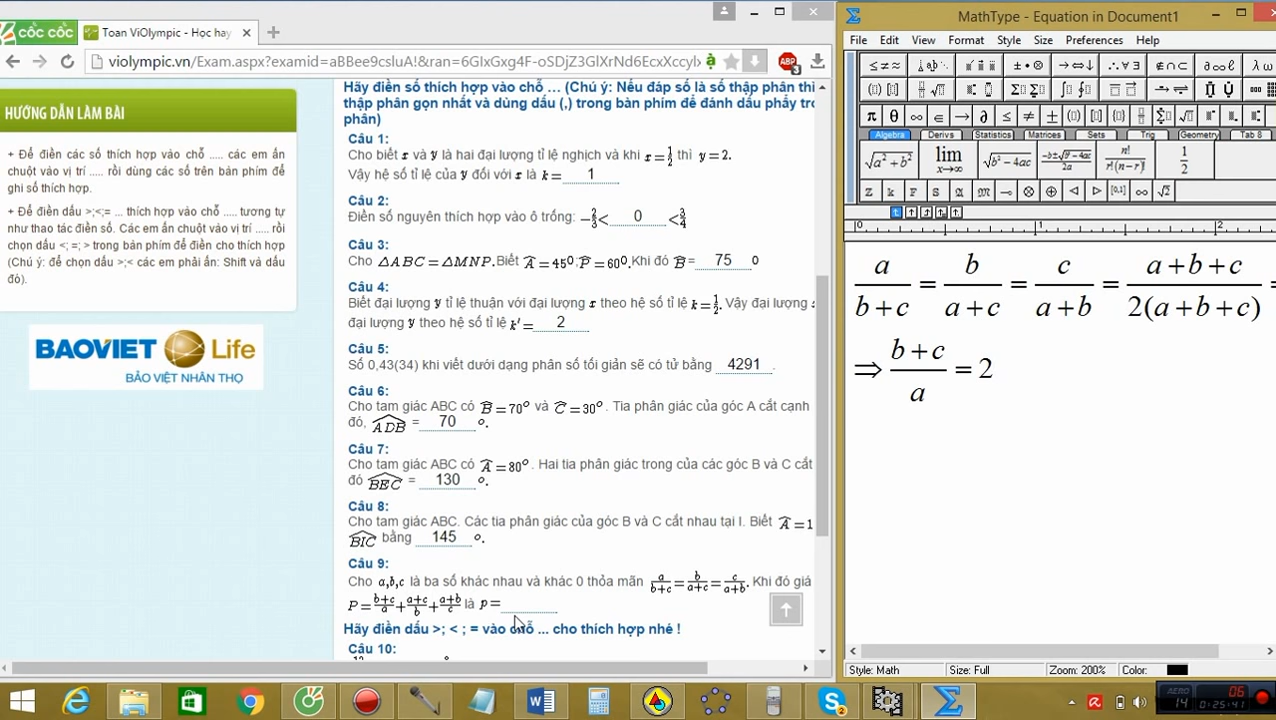 cốc cốc
Toan ViOlympic - Học hay
violympic.vn/Exam.aspx?examid=aBBee9csluA!&ran=6GlxGxg4F-oSDjZ3GlXrNd6EcxXccylx
ABP
3
HƯỚNG DẪN LÀM BÀI
+ Để điền các số thích hợp vào chỗ ..... các em ấn
chuột vào vị trí ..... rồi dùng các số trên bàn phím để
ghi số thích hợp.
+ Để điền dấu >;<;= ... thích hợp vào chỗ ..... tương tự
như thao tác điền số. Các em ấn chuột vào vị trí ..... rồi
chọn dấu <; =; > trong bàn phím để điền cho thích hợp
(Chú ý: để chọn dấu >;< các em phải ấn: Shift và dấu
đó).
BAOVIET Life
BẢO VIỆT NHÂN THỌ
Hãy điền số thích hợp vào chỗ ... (Chú ý: Nếu đáp số là số thập phân thì
thập phân gọn nhất và dùng dấu (,) trong bàn phím để đánh dấu phẩy tro
phân)
Câu 1:
Cho biết x và y là hai đại lượng tỉ lệ nghịch và khi x=1/2 thì y=2.
Vậy hệ số tỉ lệ của y đối với x là k= 1
Câu 2:
Điền số nguyên thích hợp vào ô trống: -2/3< 0 <3/4
Câu 3:
Cho △ABC=△MNP. Biết Â=45⁰;P̂=60⁰. Khi đó B̂= 75 0
Câu 4:
Biết đại lượng y tỉ lệ thuận với đại lượng x theo hệ số tỉ lệ k=1/2. Vậy đại lượng
đại lượng y theo hệ số tỉ lệ k'= 2
Câu 5:
Số 0,43(34) khi viết dưới dạng phân số tối giản sẽ có tử bằng 4291 .
Câu 6:
Cho tam giác ABC có B̂=70⁰ và Ĉ=30⁰. Tia phân giác của góc A cắt cạnh
đó, ADB = 70 ⁰.
Câu 7:
Cho tam giác ABC có Â=80⁰. Hai tia phân giác trong của các góc B và C cắt
đó BEC = 130 ⁰.
Câu 8:
Cho tam giác ABC. Các tia phân giác của góc B và C cắt nhau tại I. Biết Â=1
BIC bằng 145 ⁰.
Câu 9:
Cho a,b,c là ba số khác nhau và khác 0 thỏa mãn a/(b+c)=b/(a+c)=c/(a+b). Khi đó giá
P=(b+c)/a+(a+c)/b+(a+b)/c là p=
Hãy điền dấu >; < ; = vào chỗ ... cho thích hợp nhé !
Câu 10:
MathType - Equation in Document1
File Edit View Format Style Size Preferences Help
Algebra Derivs Statistics Matrices Sets Trig Geometry Tab 8
0 1 2
a/(b+c) = b/(a+c) = c/(a+b) = (a+b+c)/(2(a+b+c)) =
⇒ (b+c)/a = 2
Style: Math Size: Full Zoom: 200% Color:
AERO
14
06
0:25:41